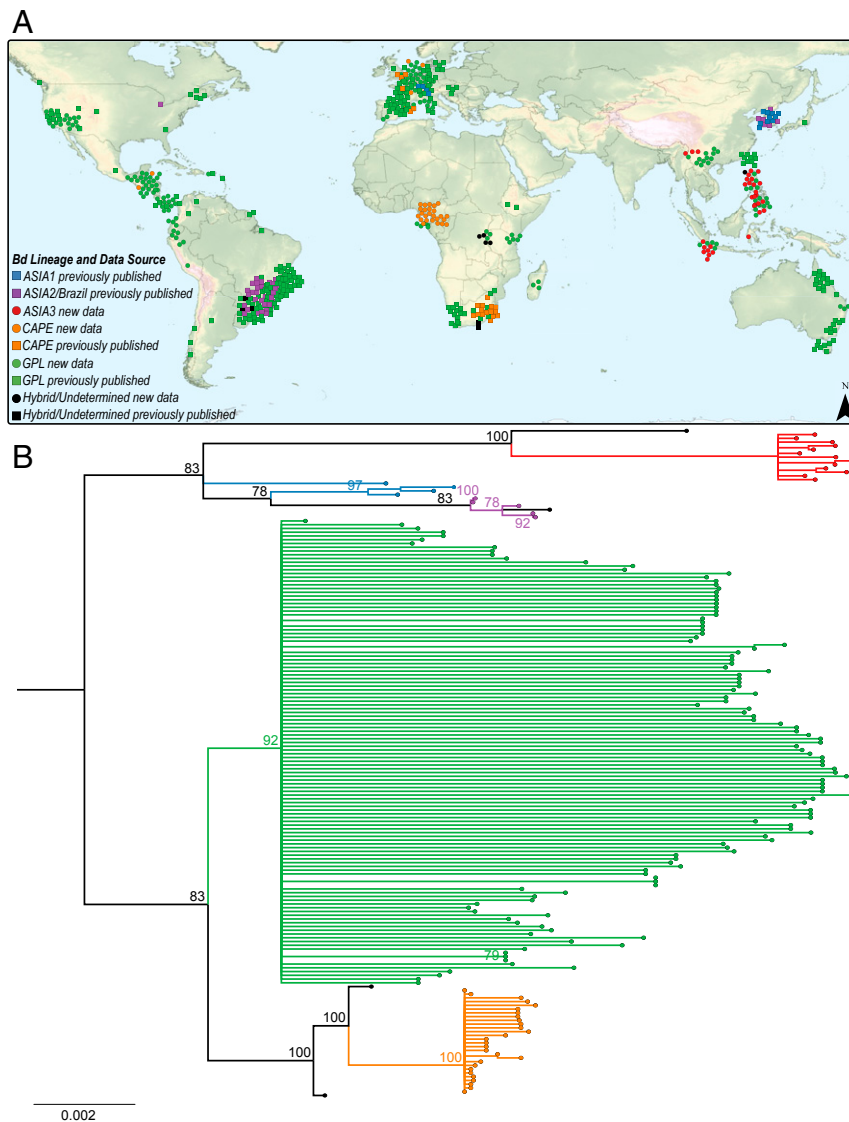 A
N
Bd Lineage and Data Source
ASIA1 previously published
ASIA2/Brazil previously published
ASIA3 new data
CAPE new data
CAPE previously published
GPL new data
GPL previously published
Hybrid/Undetermined new data
Hybrid/Undetermined previously published
B
100
83
97
78
100
83
78
92
92
83
79
100
100
100
0.002